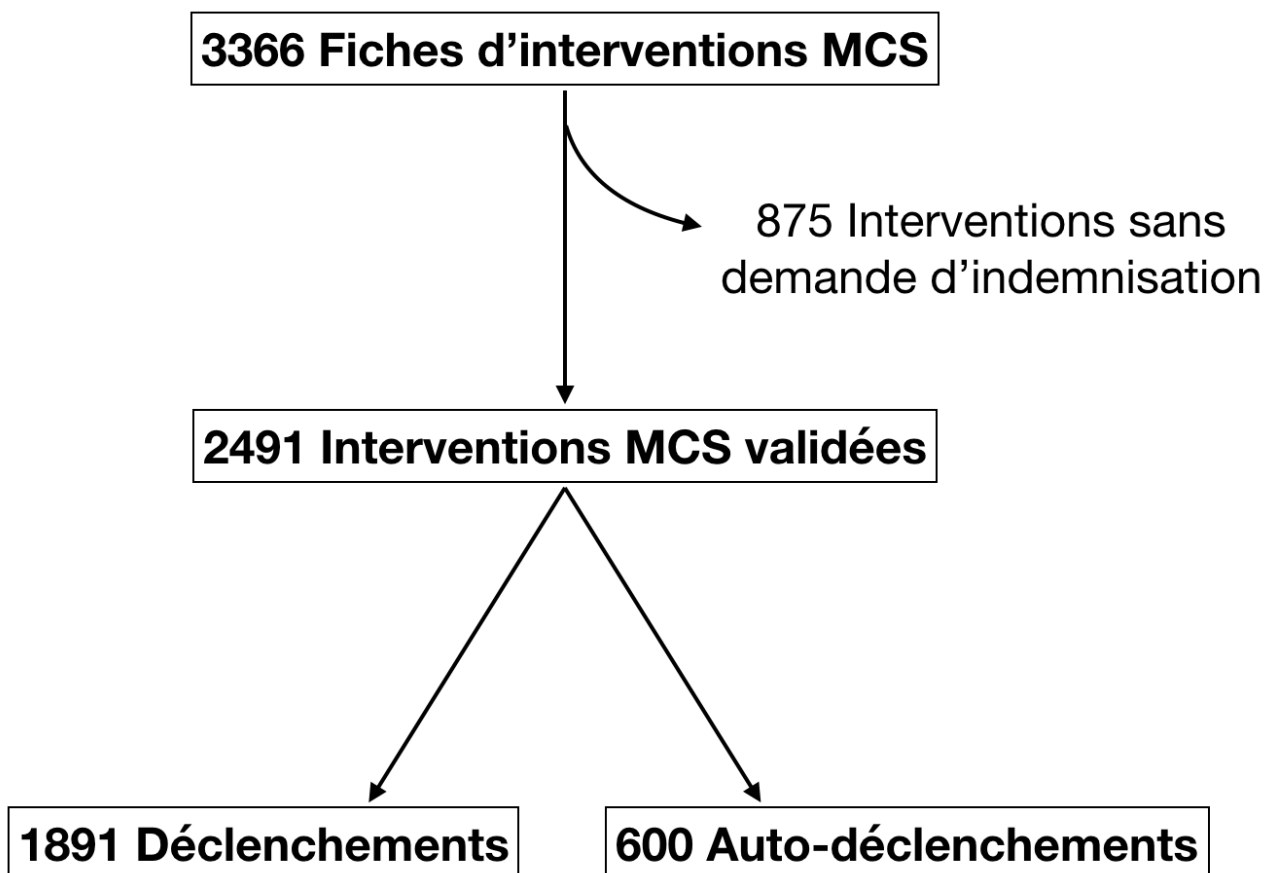 3366 Fiches d’interventions MCS
875 Interventions sans
demande d’indemnisation
2491 Interventions MCS validées
1891 Déclenchements
600 Auto-déclenchements